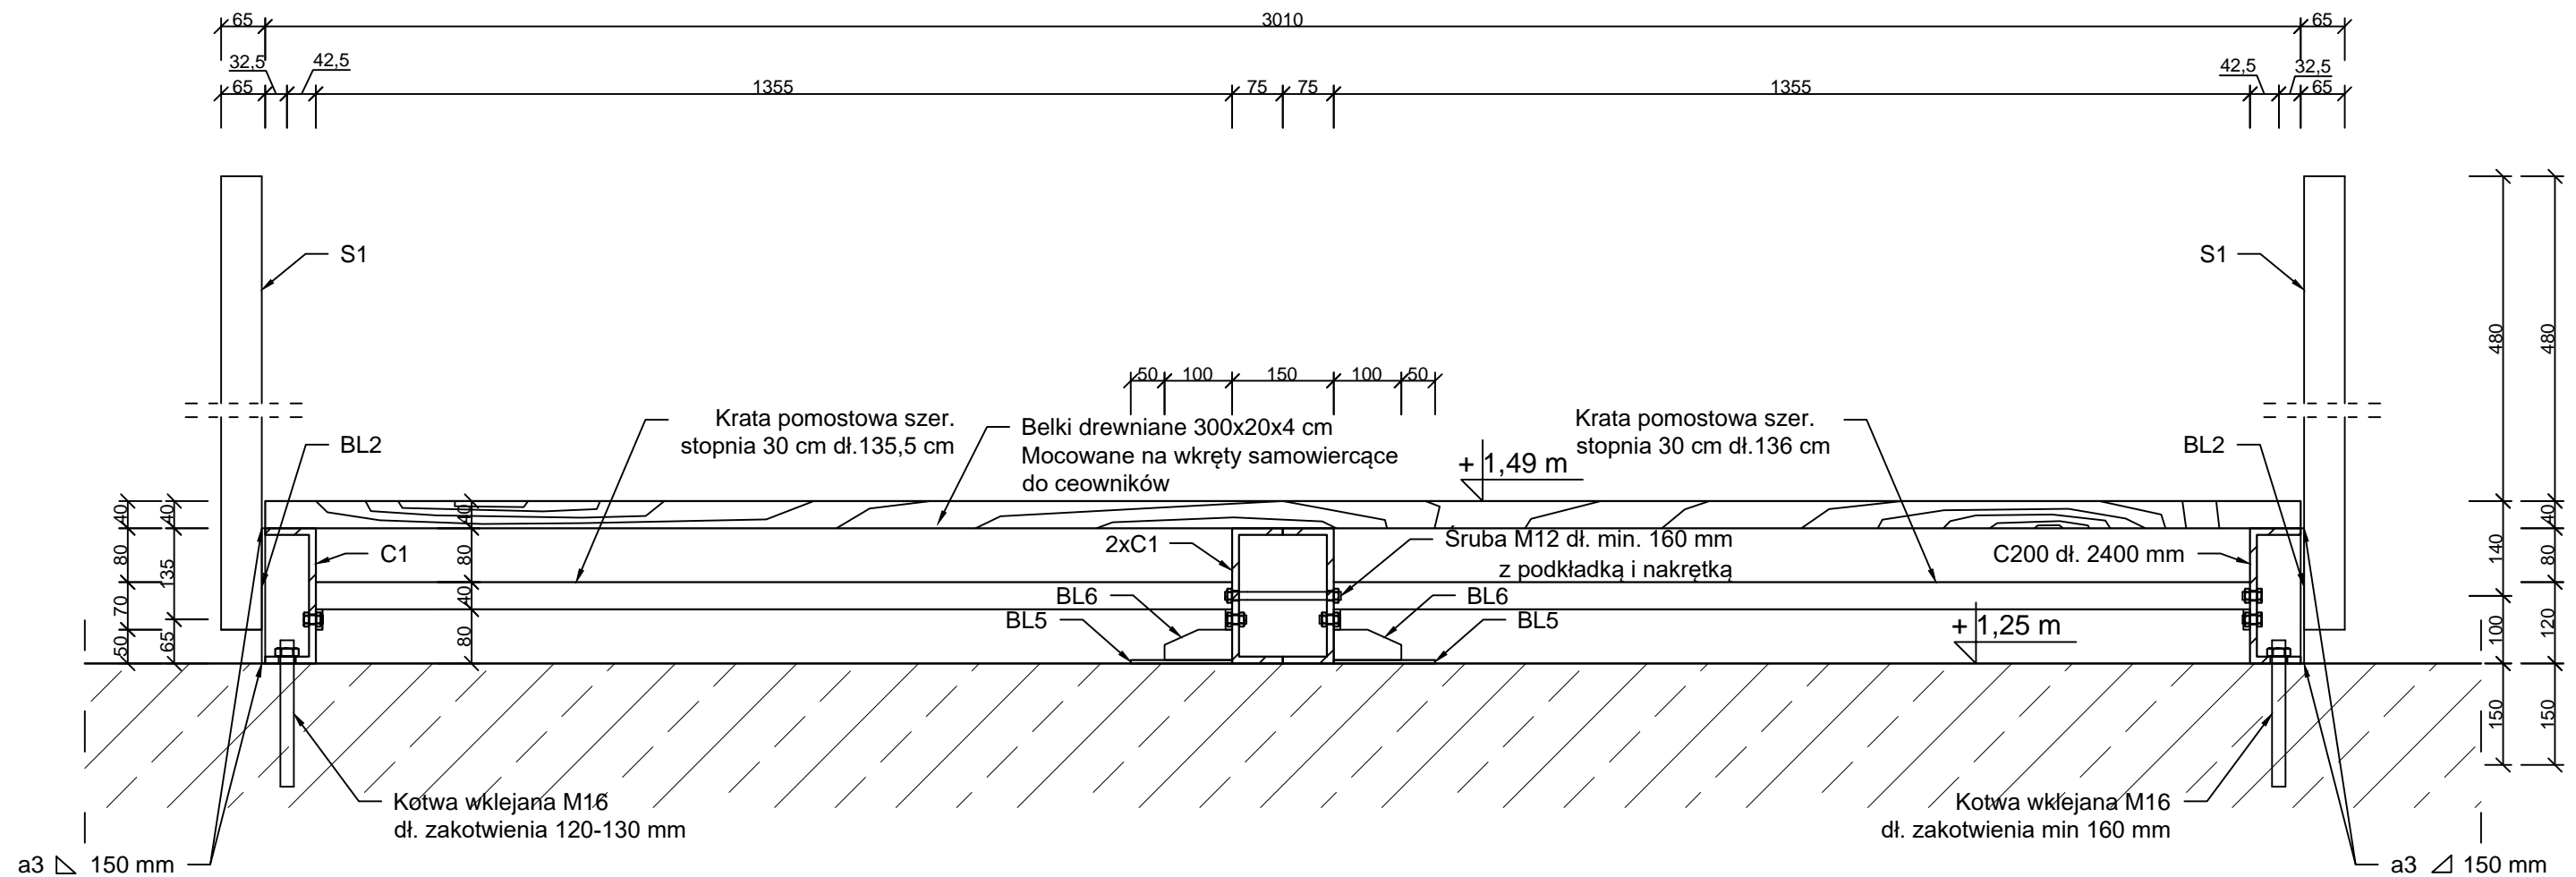 65
3010
65
32,5
42,5
42,5
32,5
65
1355
75
75
1355
65
S1
S1
480
480
50
100
150
100
50
Krata pomostowa szer.
stopnia 30 cm dł.135,5 cm
Belki drewniane 300x20x4 cm
Mocowane na wkręty samowiercące
do ceowników
Krata pomostowa szer.
stopnia 30 cm dł.136 cm
BL2
BL2
+ 1,49 m
40
40
40
40
80
135
80
C1
2xC1
Śruba M12 dł. min. 160 mm
z podkładką i nakrętką
C200 dł. 2400 mm
140
80
70
40
BL6
BL6
BL5
BL5
50
65
80
+ 1,25 m
100
120
150
150
Kotwa wklejana M16
dł. zakotwienia 120-130 mm
Kotwa wklejana M16
dł. zakotwienia min 160 mm
a3 150 mm
a3 150 mm